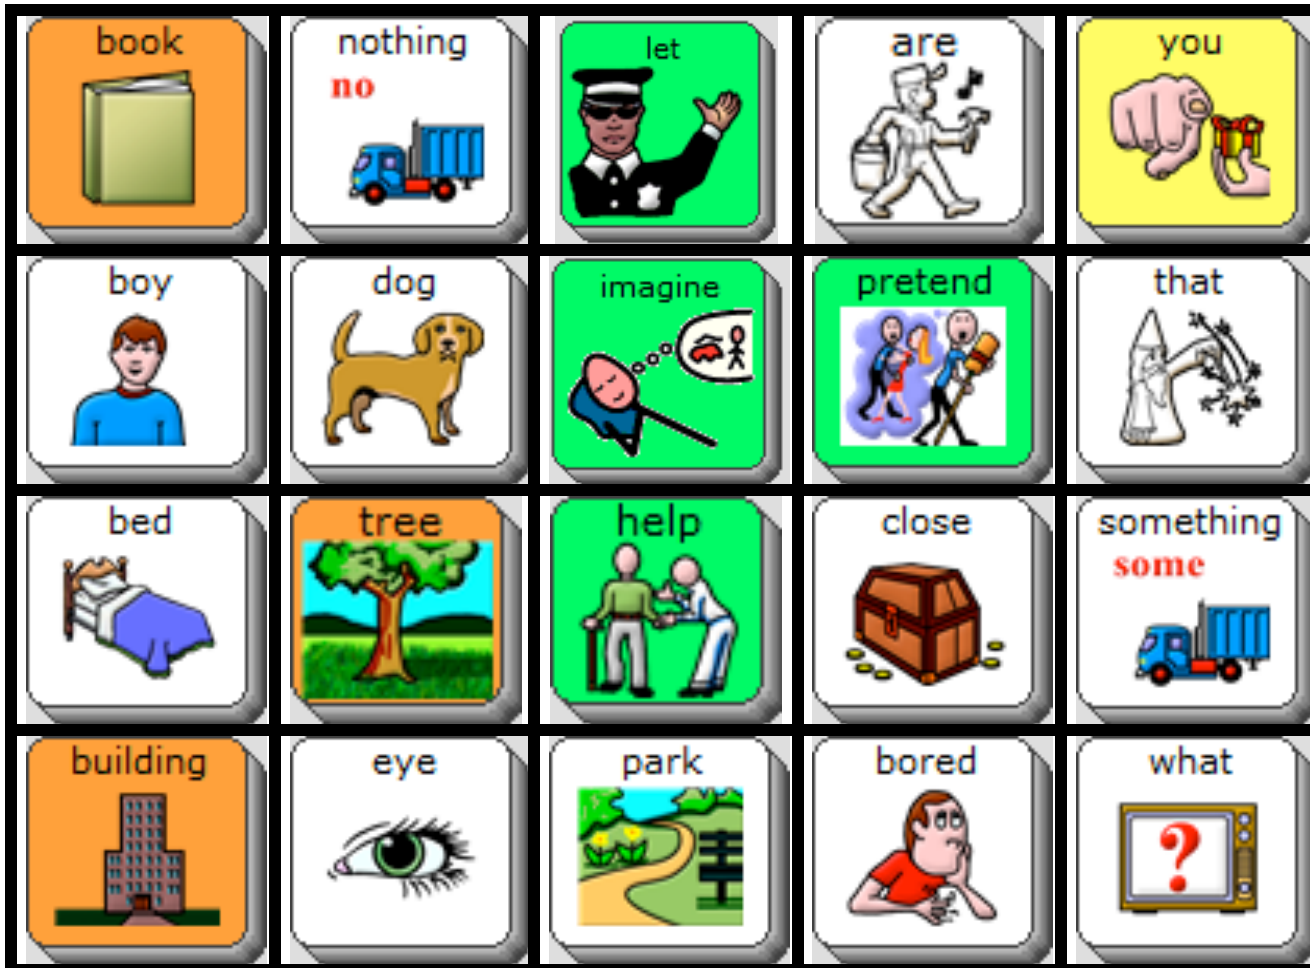 book nothing let are you
no
boy dog imagine pretend that
bed tree help close something
some
building eye park bored what
?